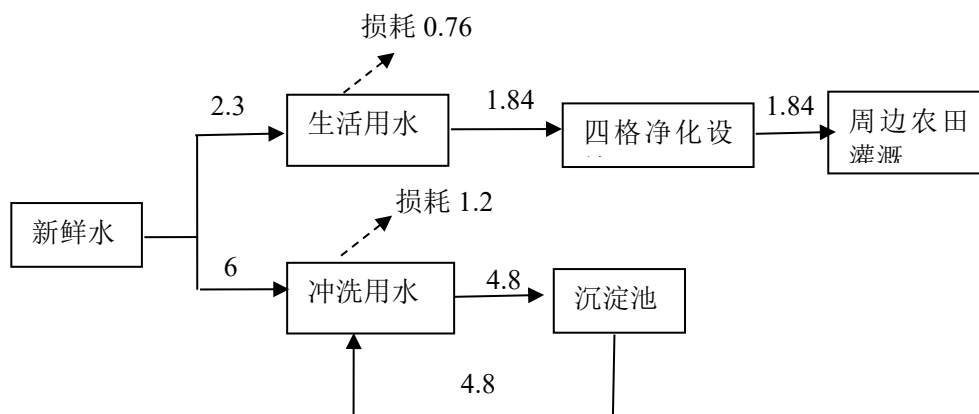 损耗 0.76
2.3
生活用水
1.84
四格净化设
1.84
周边农田
灌溉
新鲜水
损耗 1.2
6
冲洗用水
4.8
沉淀池
4.8